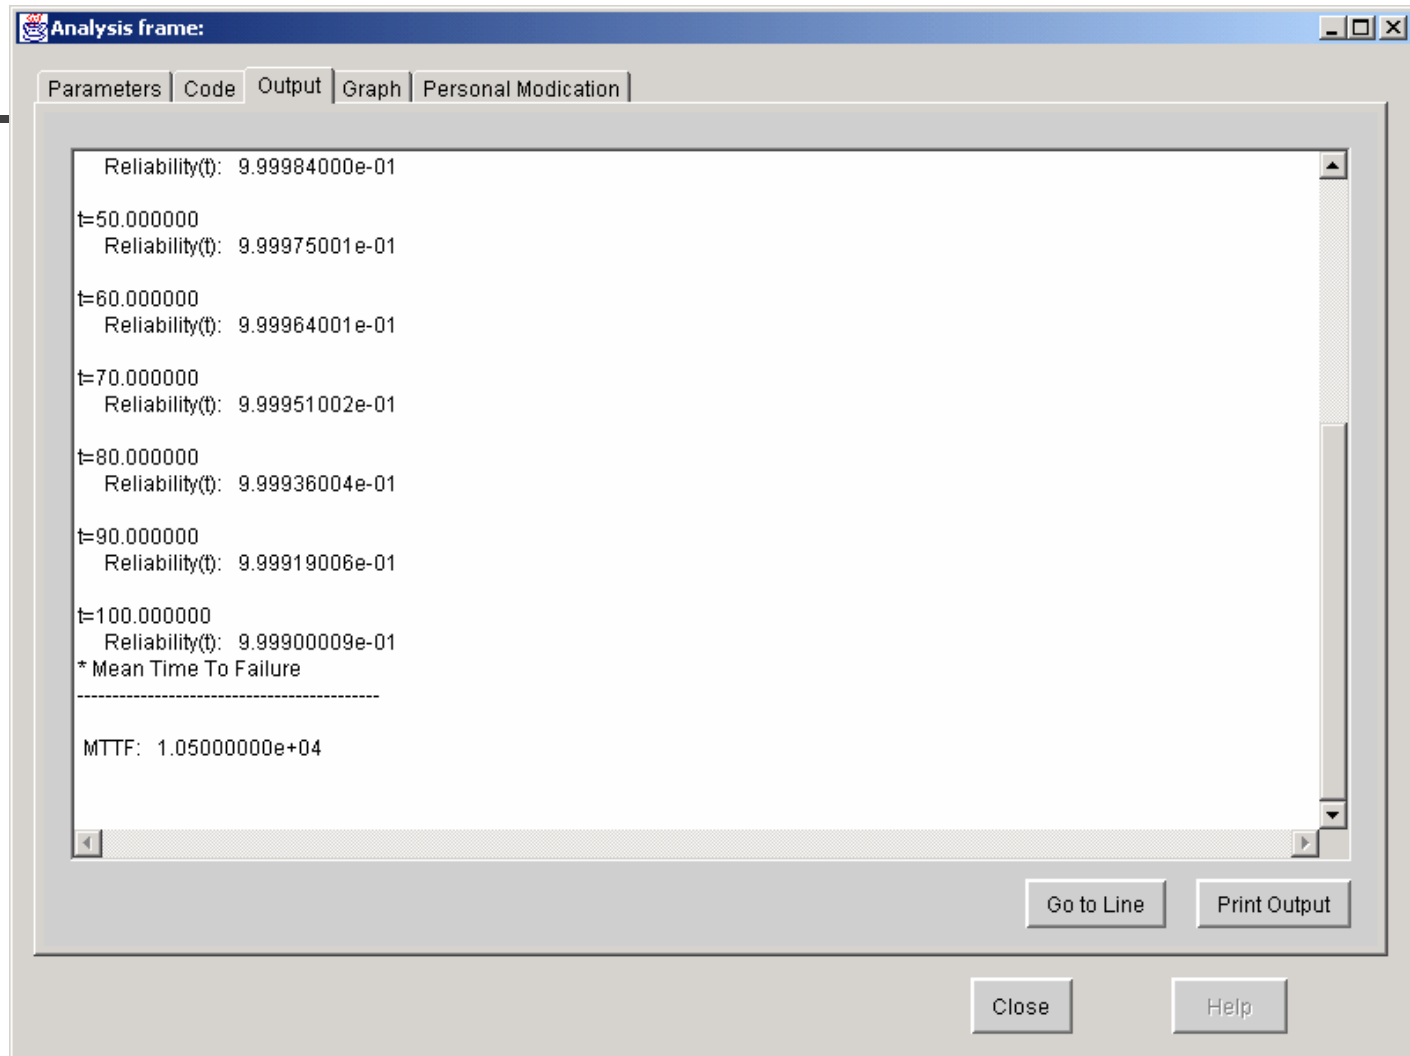 Analysis frame:
Parameters Code Output Graph Personal Modication
Reliability(t): 9.99984000e-01
t=50.000000
Reliability(t): 9.99975001e-01
t=60.000000
Reliability(t): 9.99964001e-01
t=70.000000
Reliability(t): 9.99951002e-01
t=80.000000
Reliability(t): 9.99936004e-01
t=90.000000
Reliability(t): 9.99919006e-01
t=100.000000
Reliability(t): 9.99900009e-01
* Mean Time To Failure
-------------------------------------------
MTTF: 1.05000000e+04
Go to Line Print Output
Close Help